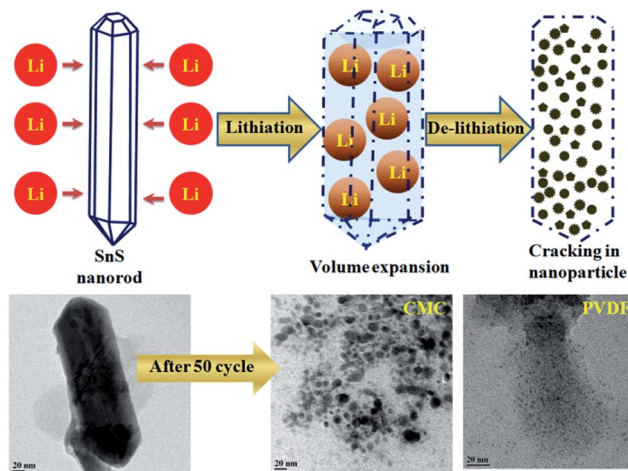 Li
Li
Li
Li
Li
Li
SnS
nanorod
Lithiation
Li
Li
Li
Li
Li
Li
Volume expansion
De-lithiation
Cracking in
nanoparticle
20 nm
After 50 cycle
CMC
20 nm
PVDF
20 nm